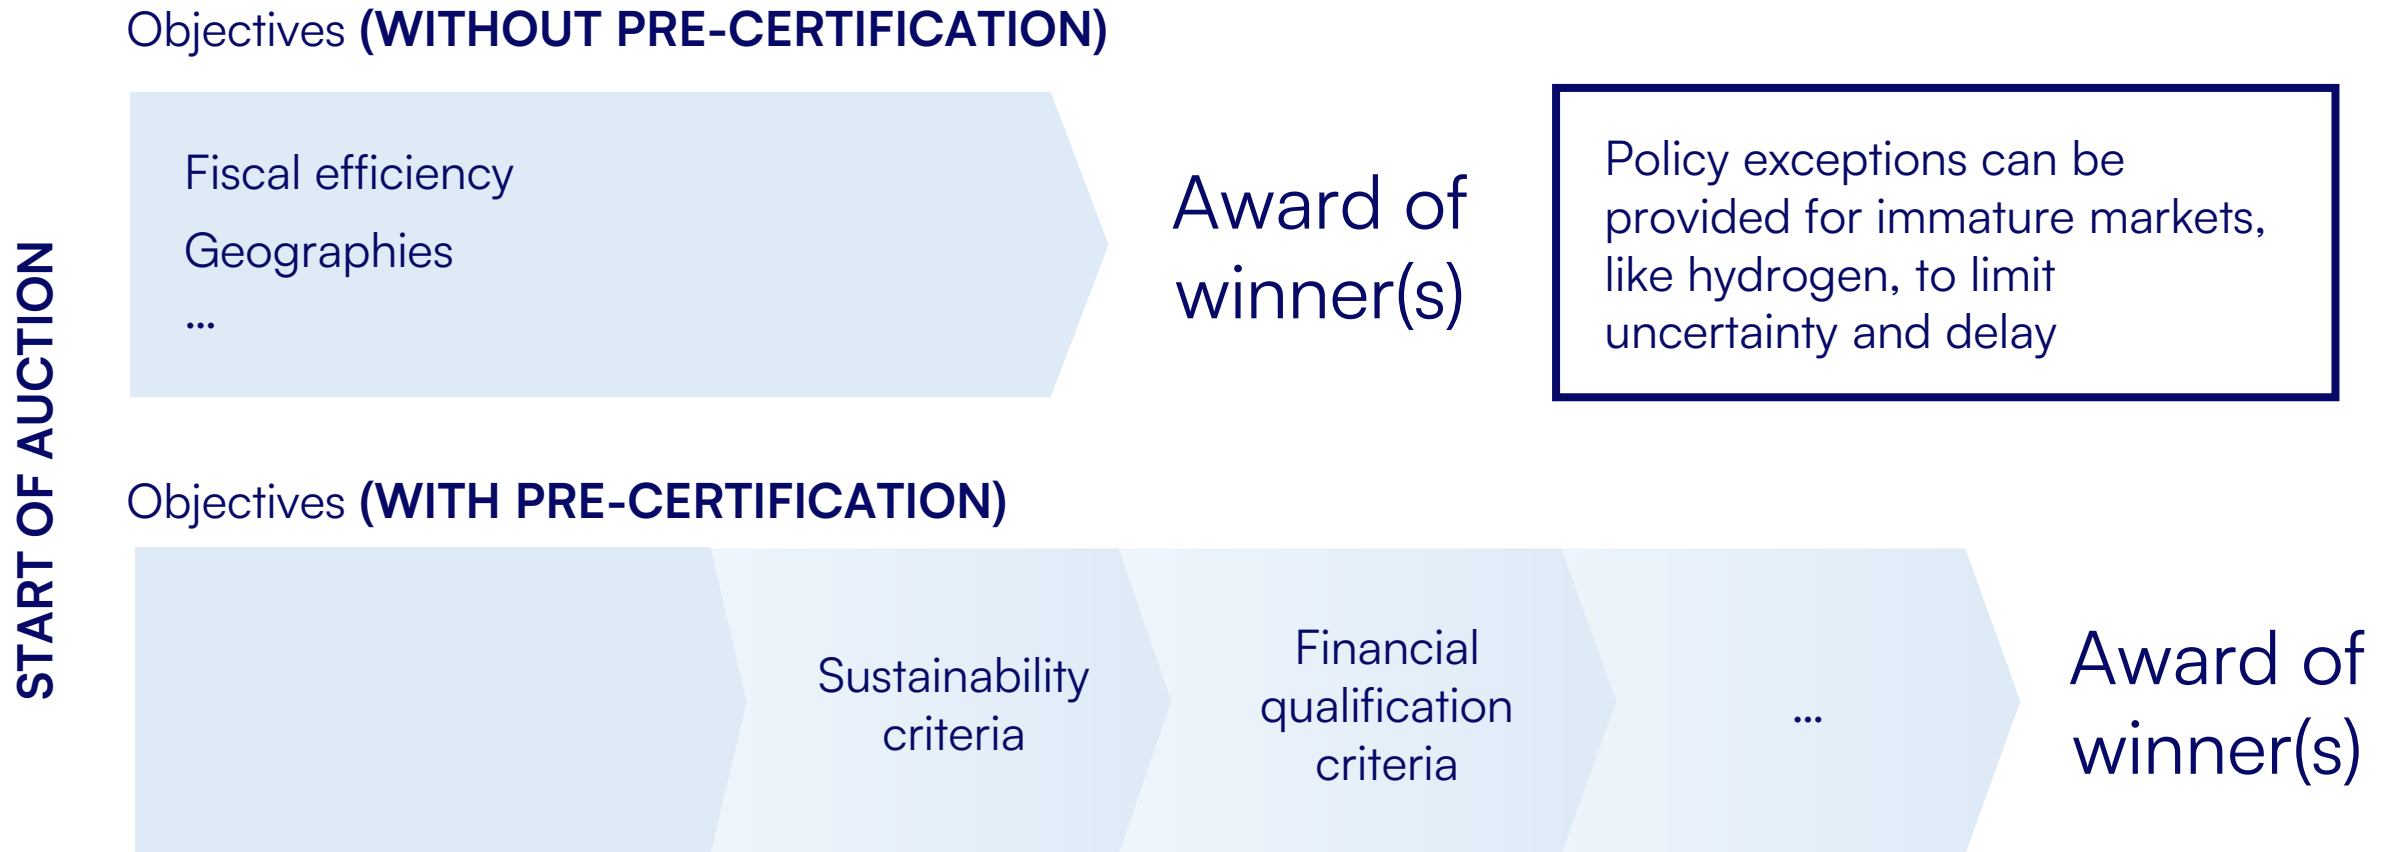 START OF AUCTION
Objectives (WITHOUT PRE-CERTIFICATION)
Fiscal efficiency
Geographies
...
Award of
winner(s)
Policy exceptions can be
provided for immature markets,
like hydrogen, to limit
uncertainty and delay
Objectives (WITH PRE-CERTIFICATION)
Sustainability
criteria
Financial
qualification
criteria
...
Award of
winner(s)